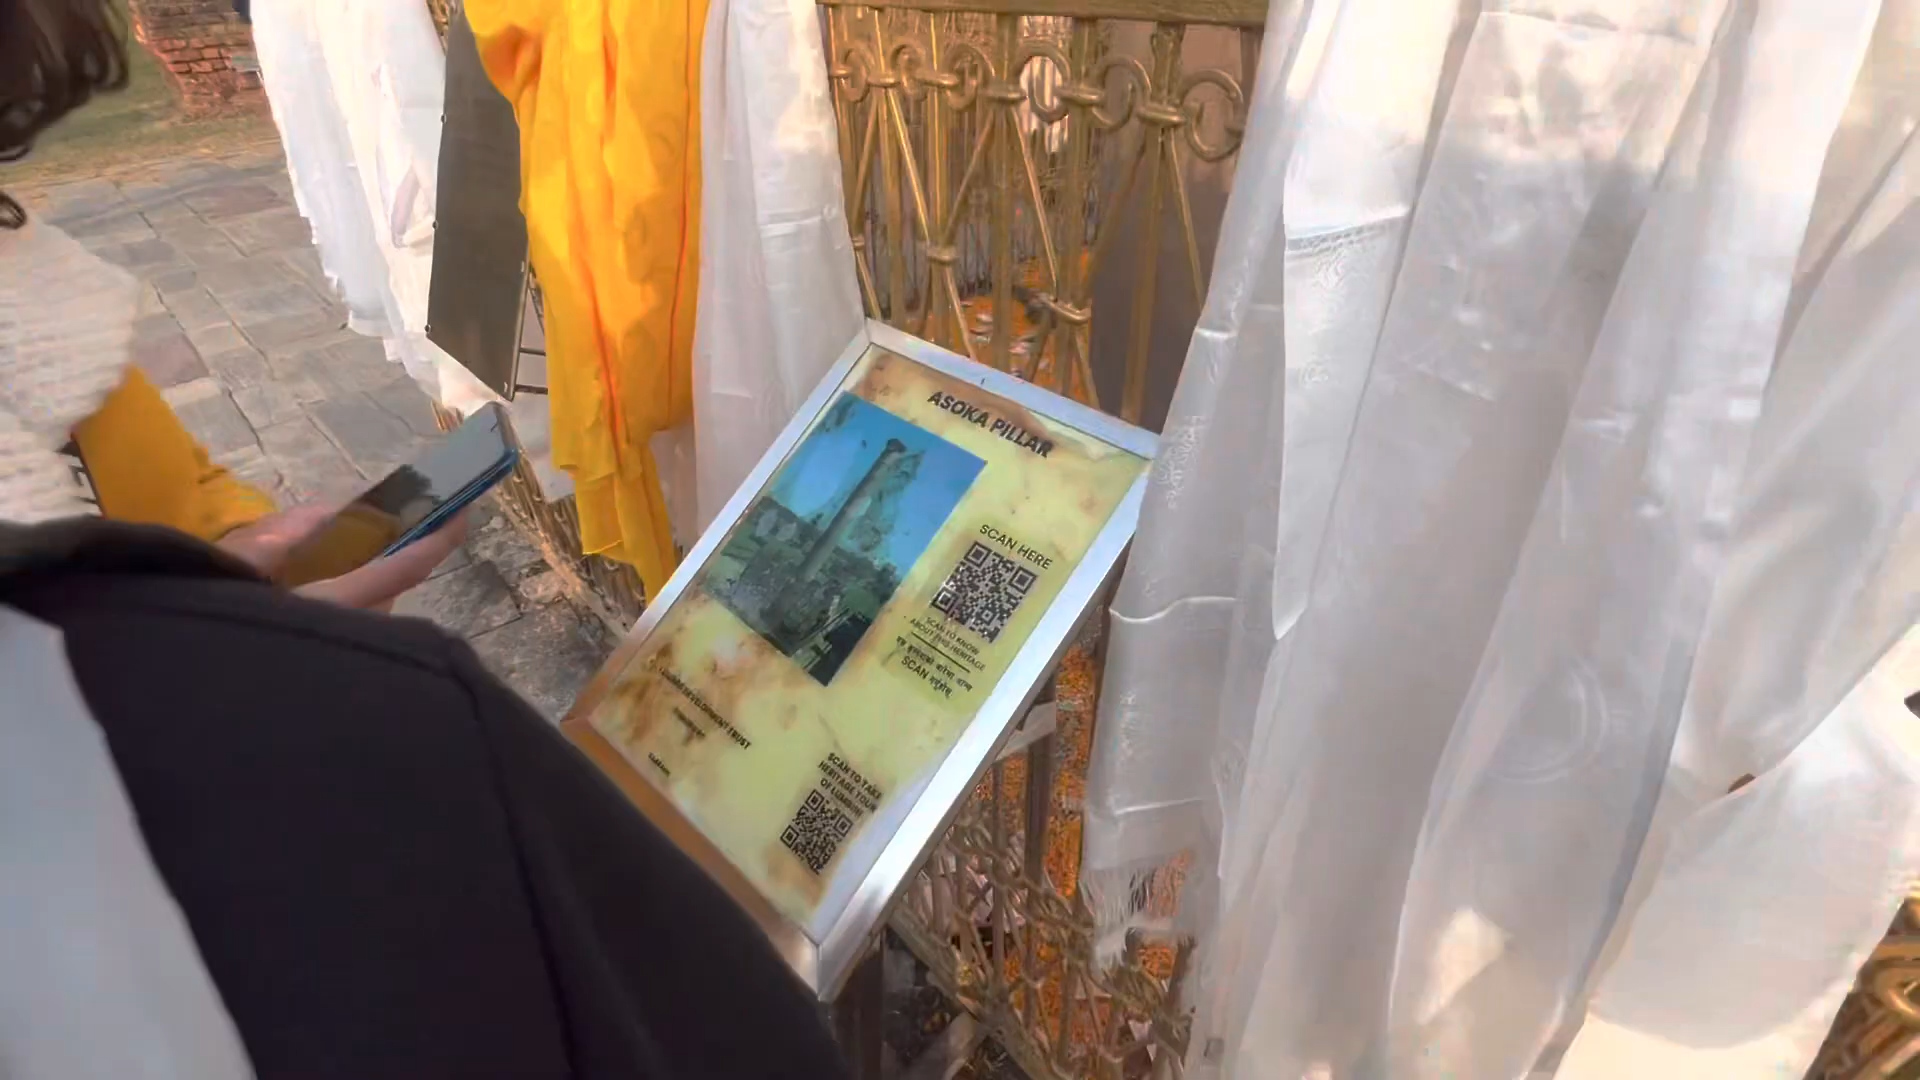 ASOKA PILLAR
SCAN HERE
SCAN TO KNOW
ABOUT THIS HERITAGE
SCAN गर्नुहोस्
LUMBINI DEVELOPMENT TRUST
SCAN TO TAKE
HERITAGE TOUR
OF LUMBINI